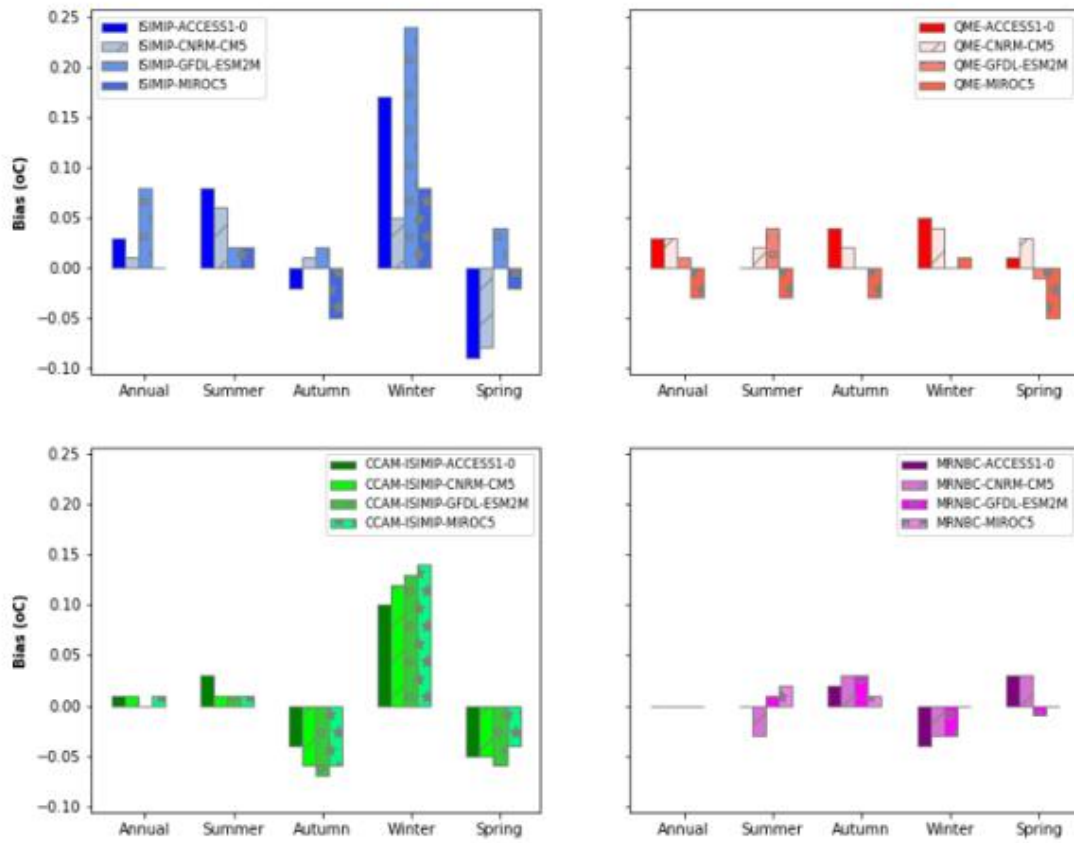 0.25
0.20
0.15
0.10
0.05
0.00
−0.05
−0.10
Bias (oC)
ISIMIP-ACCESS1-0
ISIMIP-CNRM-CM5
ISIMIP-GFDL-ESM2M
ISIMIP-MIROC5
Annual Summer Autumn Winter Spring
QME-ACCESS1-0
QME-CNRM-CM5
QME-GFDL-ESM2M
QME-MIROC5
Annual Summer Autumn Winter Spring
0.25
0.20
0.15
0.10
0.05
0.00
−0.05
−0.10
Bias (oC)
CCAM-ISIMIP-ACCESS1-0
CCAM-ISIMIP-CNRM-CM5
CCAM-ISIMIP-GFDL-ESM2M
CCAM-ISIMIP-MIROC5
Annual Summer Autumn Winter Spring
MRNBC-ACCESS1-0
MRNBC-CNRM-CM5
MRNBC-GFDL-ESM2M
MRNBC-MIROC5
Annual Summer Autumn Winter Spring